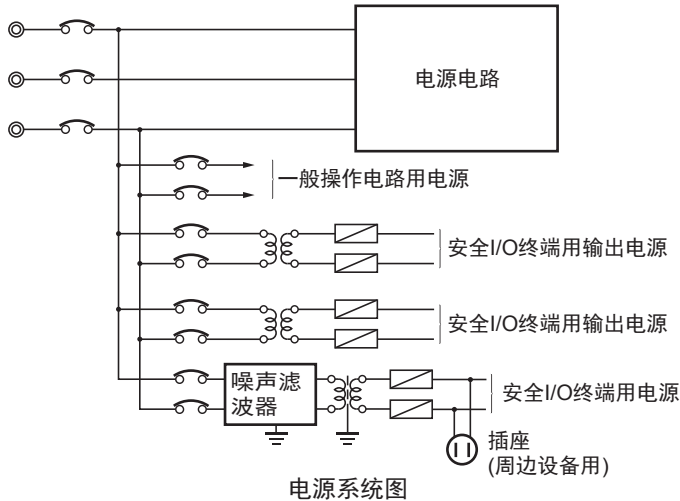 电源电路
一般操作电路用电源
安全I/O终端用输出电源
安全I/O终端用输出电源
噪声滤
波器
安全I/O终端用电源
插座
(周边设备用)
电源系统图